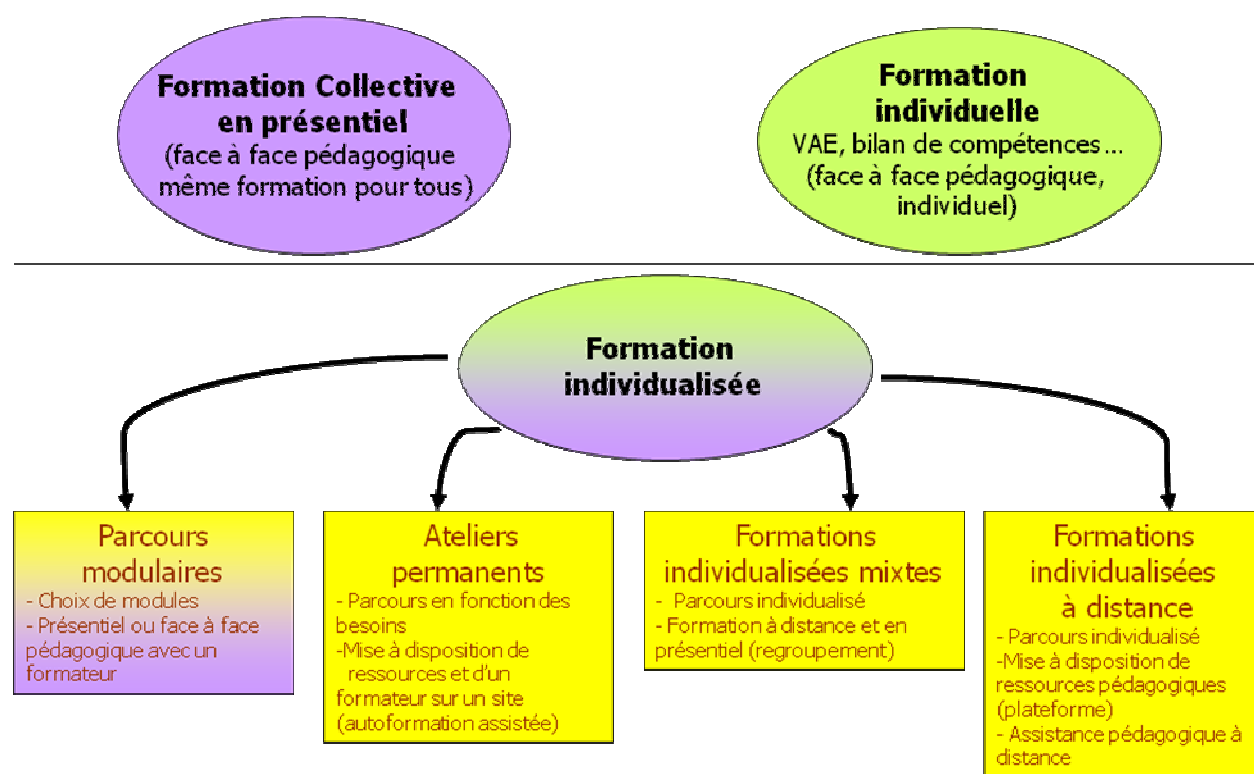 Formation Collective
en présentiel
(face à face pédagogique
même formation pour tous)
Formation
individuelle
VAE, bilan de compétences...
(face à face pédagogique,
individuel)
Formation
individualisée
Parcours
modulaires
- Choix de modules
- Présentiel ou face à face
pédagogique avec un
formateur
Ateliers
permanents
- Parcours en fonction des
besoins
-Mise à disposition de
ressources et d'un
formateur sur un site
(autoformation assistée)
Formations
individualisées mixtes
- Parcours individualisé
- Formation à distance et en
présentiel (regroupement)
Formations
individualisées
à distance
- Parcours individualisé
-Mise à disposition de
ressources pédagogiques
(plateforme)
- Assistance pédagogique à
distance